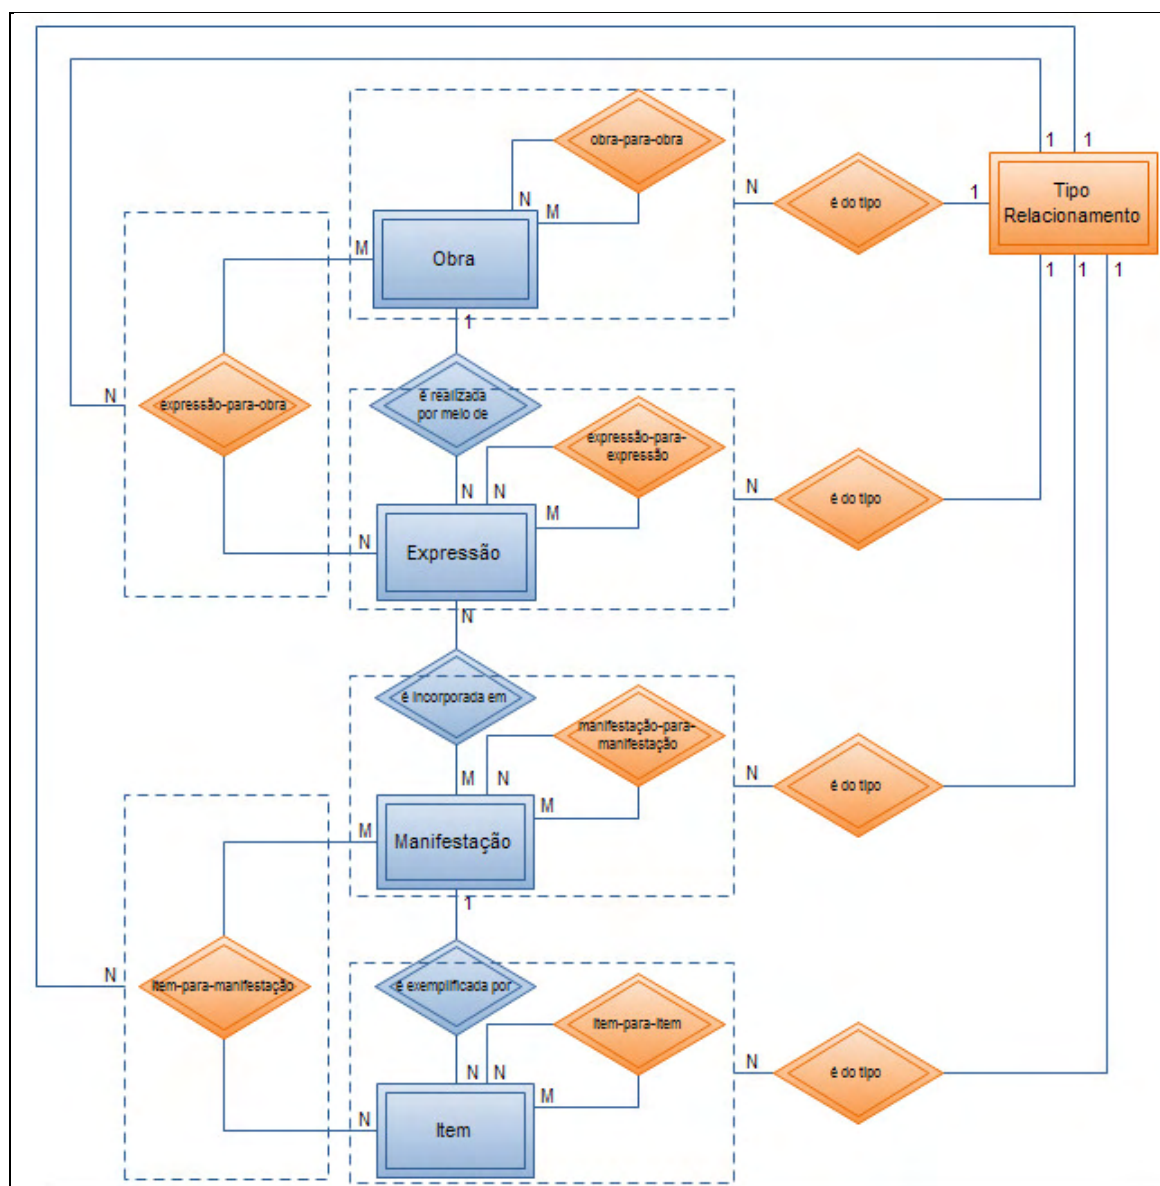 1
1
obra-para-obra
Tipo
Relacionamento
N
é do tipo
1
N
M
M
Obra
1
1
1
1
N
expressão-para-obra
é realizada
por meio de
expressão-para-
expressão
N
é do tipo
N
N
M
N
Expressão
N
é incorporada em
manifestação-para-
manifestação
N
é do tipo
M
N
M
M
Manifestação
1
N
Item-para-manifestação
é exemplificada por
Item-para-Item
N
é do tipo
N
N
M
N
Item